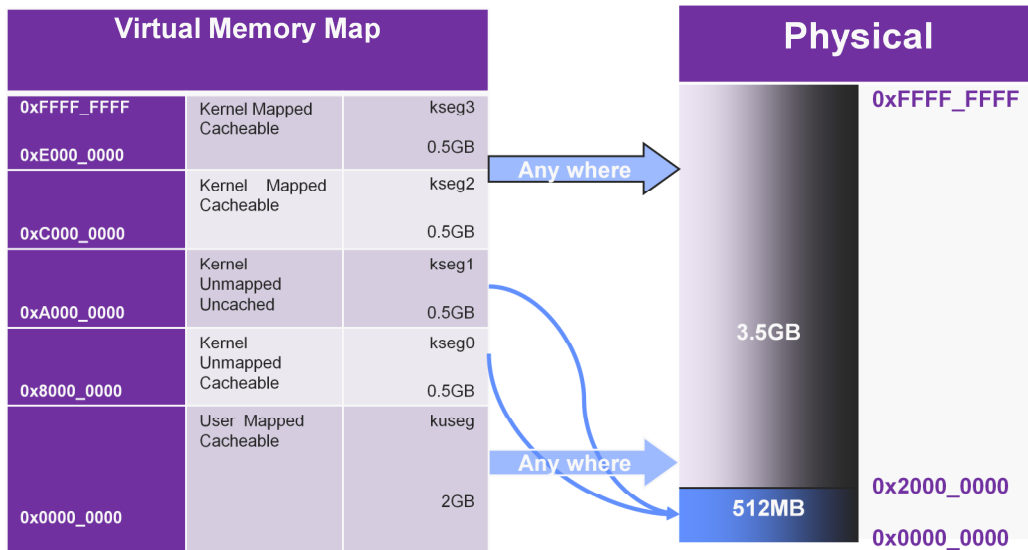 Virtual Memory Map
Physical
0xFFFF_FFFF
0xE000_0000
Kernel Mapped
Cacheable
kseg3
0.5GB
0xC000_0000
Kernel Mapped
Cacheable
kseg2
0.5GB
0xA000_0000
Kernel
Unmapped
Uncached
kseg1
0.5GB
0x8000_0000
Kernel
Unmapped
Cacheable
kseg0
0.5GB
0x0000_0000
User Mapped
Cacheable
kuseg
2GB
Any where
Any where
0xFFFF_FFFF
3.5GB
0x2000_0000
512MB
0x0000_0000